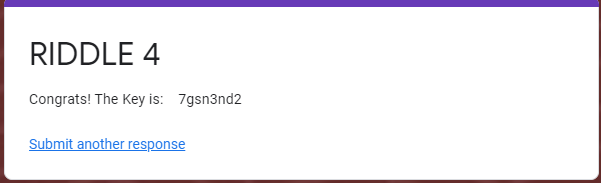 RIDDLE 4
Congrats! The Key is: 7gsn3nd2
Submit another response